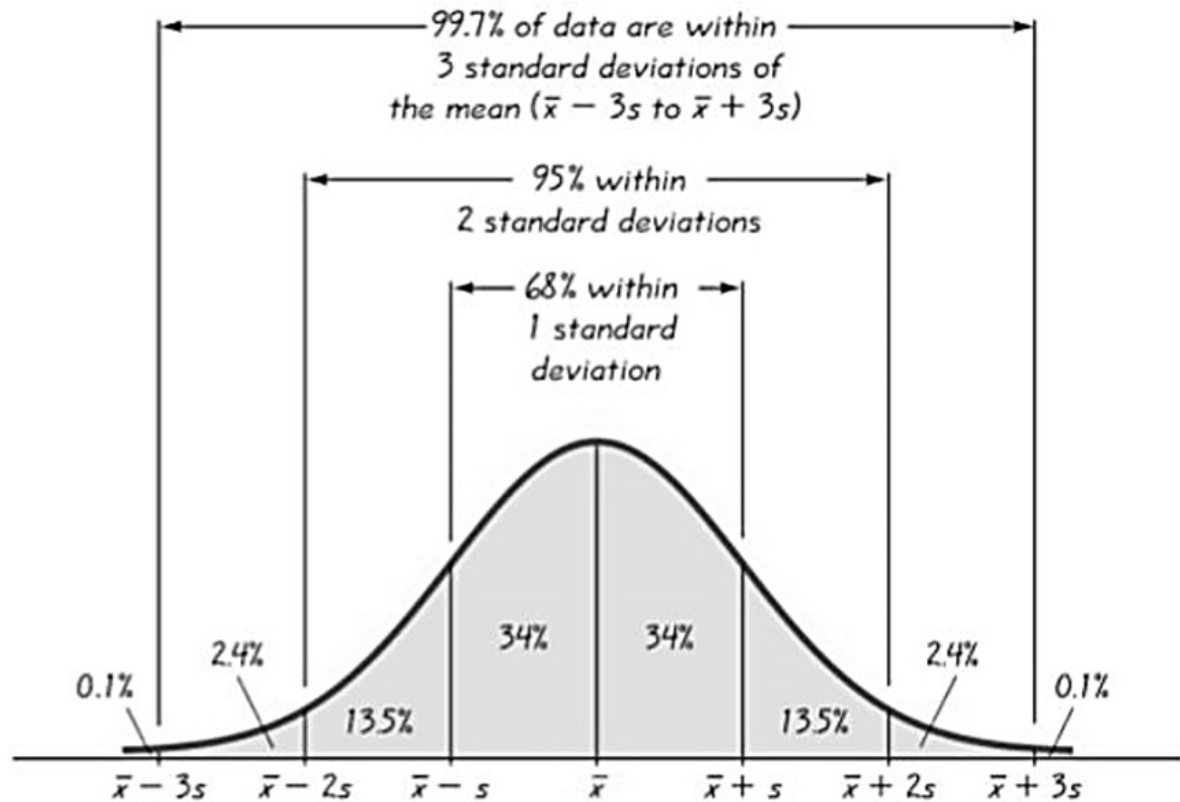 99.7% of data are within
3 standard deviations of
the mean (x̄ − 3s to x̄ + 3s)
95% within
2 standard deviations
68% within
1 standard
deviation
34% 34%
2.4% 2.4%
0.1% 0.1%
13.5% 13.5%
x̄ − 3s x̄ − 2s x̄ − s x̄ x̄ + s x̄ + 2s x̄ + 3s